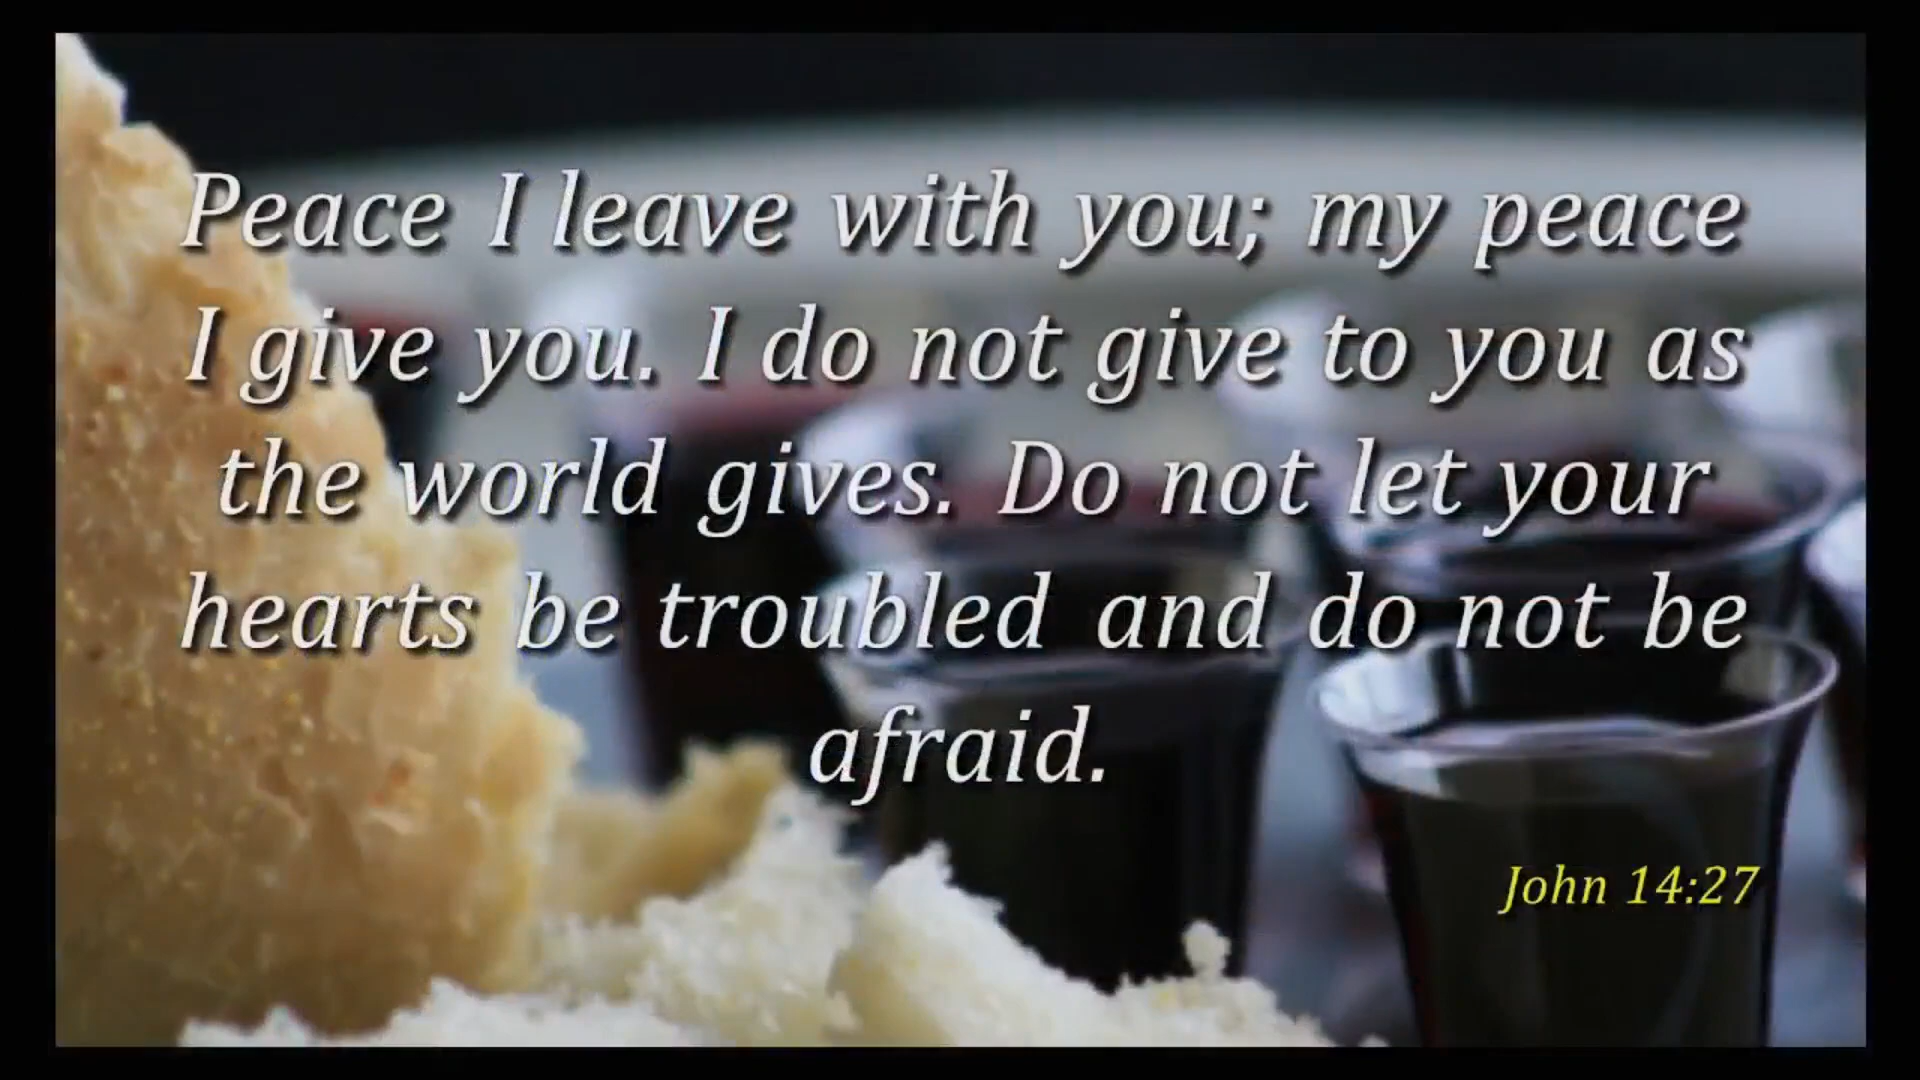 Peace I leave with you; my peace
I give you. I do not give to you as
the world gives. Do not let your
hearts be troubled and do not be
afraid.
John 14:27